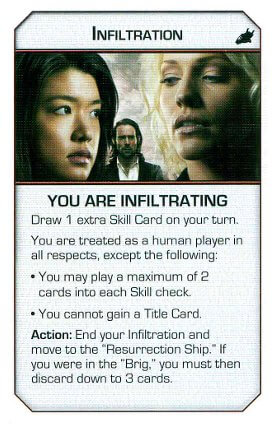 INFILTRATION
YOU ARE INFILTRATING
Draw 1 extra Skill Card on your turn.
You are treated as a human player in
all respects, except the following:
• You may play a maximum of 2
cards into each Skill check.
• You cannot gain a Title Card.
Action: End your Infiltration and
move to the "Resurrection Ship." If
you were in the "Brig," you must then
discard down to 3 cards.